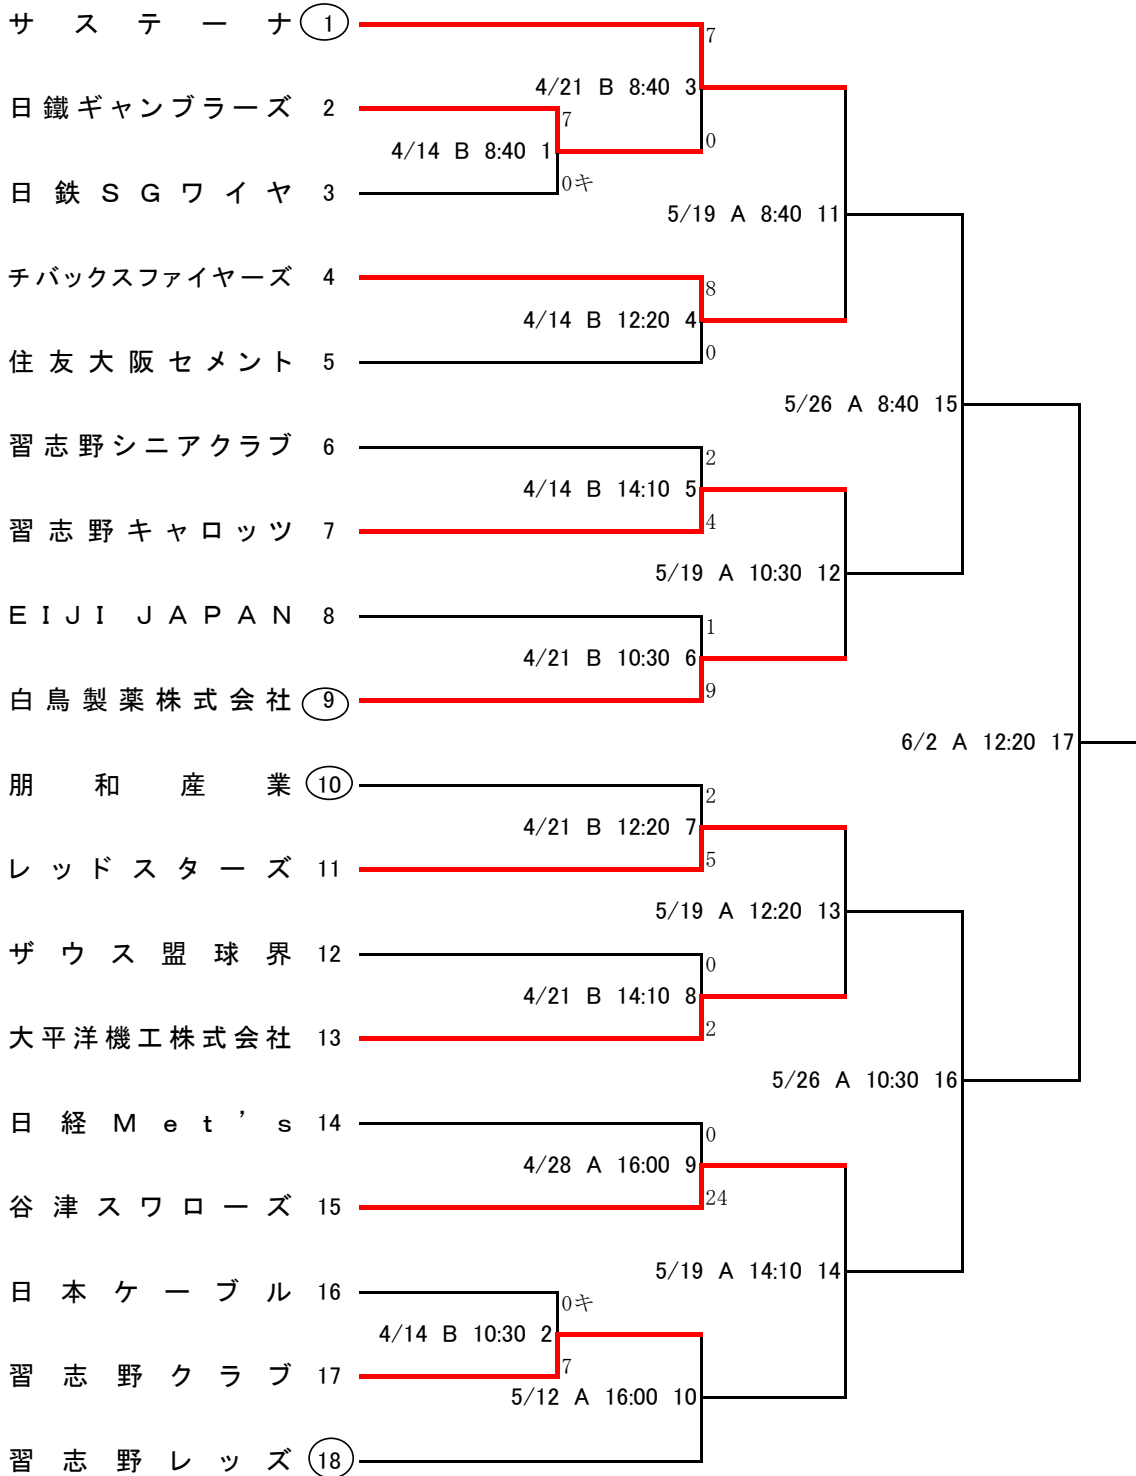 サステーナ 1
7
4/21 B 8:40 3
日鐵ギャンブラーズ 2
7
0
4/14 B 8:40 1
0キ
日鉄ＳＧワイヤ 3
5/19 A 8:40 11
チバックスファイヤーズ 4
8
4/14 B 12:20 4
0
住友大阪セメント 5
5/26 A 8:40 15
習志野シニアクラブ 6
2
4/14 B 14:10 5
4
習志野キャロッツ 7
5/19 A 10:30 12
ＥＩＪＩ ＪＡＰＡＮ 8
1
4/21 B 10:30 6
9
白鳥製薬株式会社 9
6/2 A 12:20 17
朋和産業 10
2
4/21 B 12:20 7
5
レッドスターズ 11
5/19 A 12:20 13
ザウス盟球界 12
0
4/21 B 14:10 8
2
大平洋機工株式会社 13
5/26 A 10:30 16
日経Ｍｅｔ’ｓ 14
0
4/28 A 16:00 9
24
谷津スワローズ 15
5/19 A 14:10 14
日本ケーブル 16
0キ
4/14 B 10:30 2
7
習志野クラブ 17
5/12 A 16:00 10
習志野レッズ 18